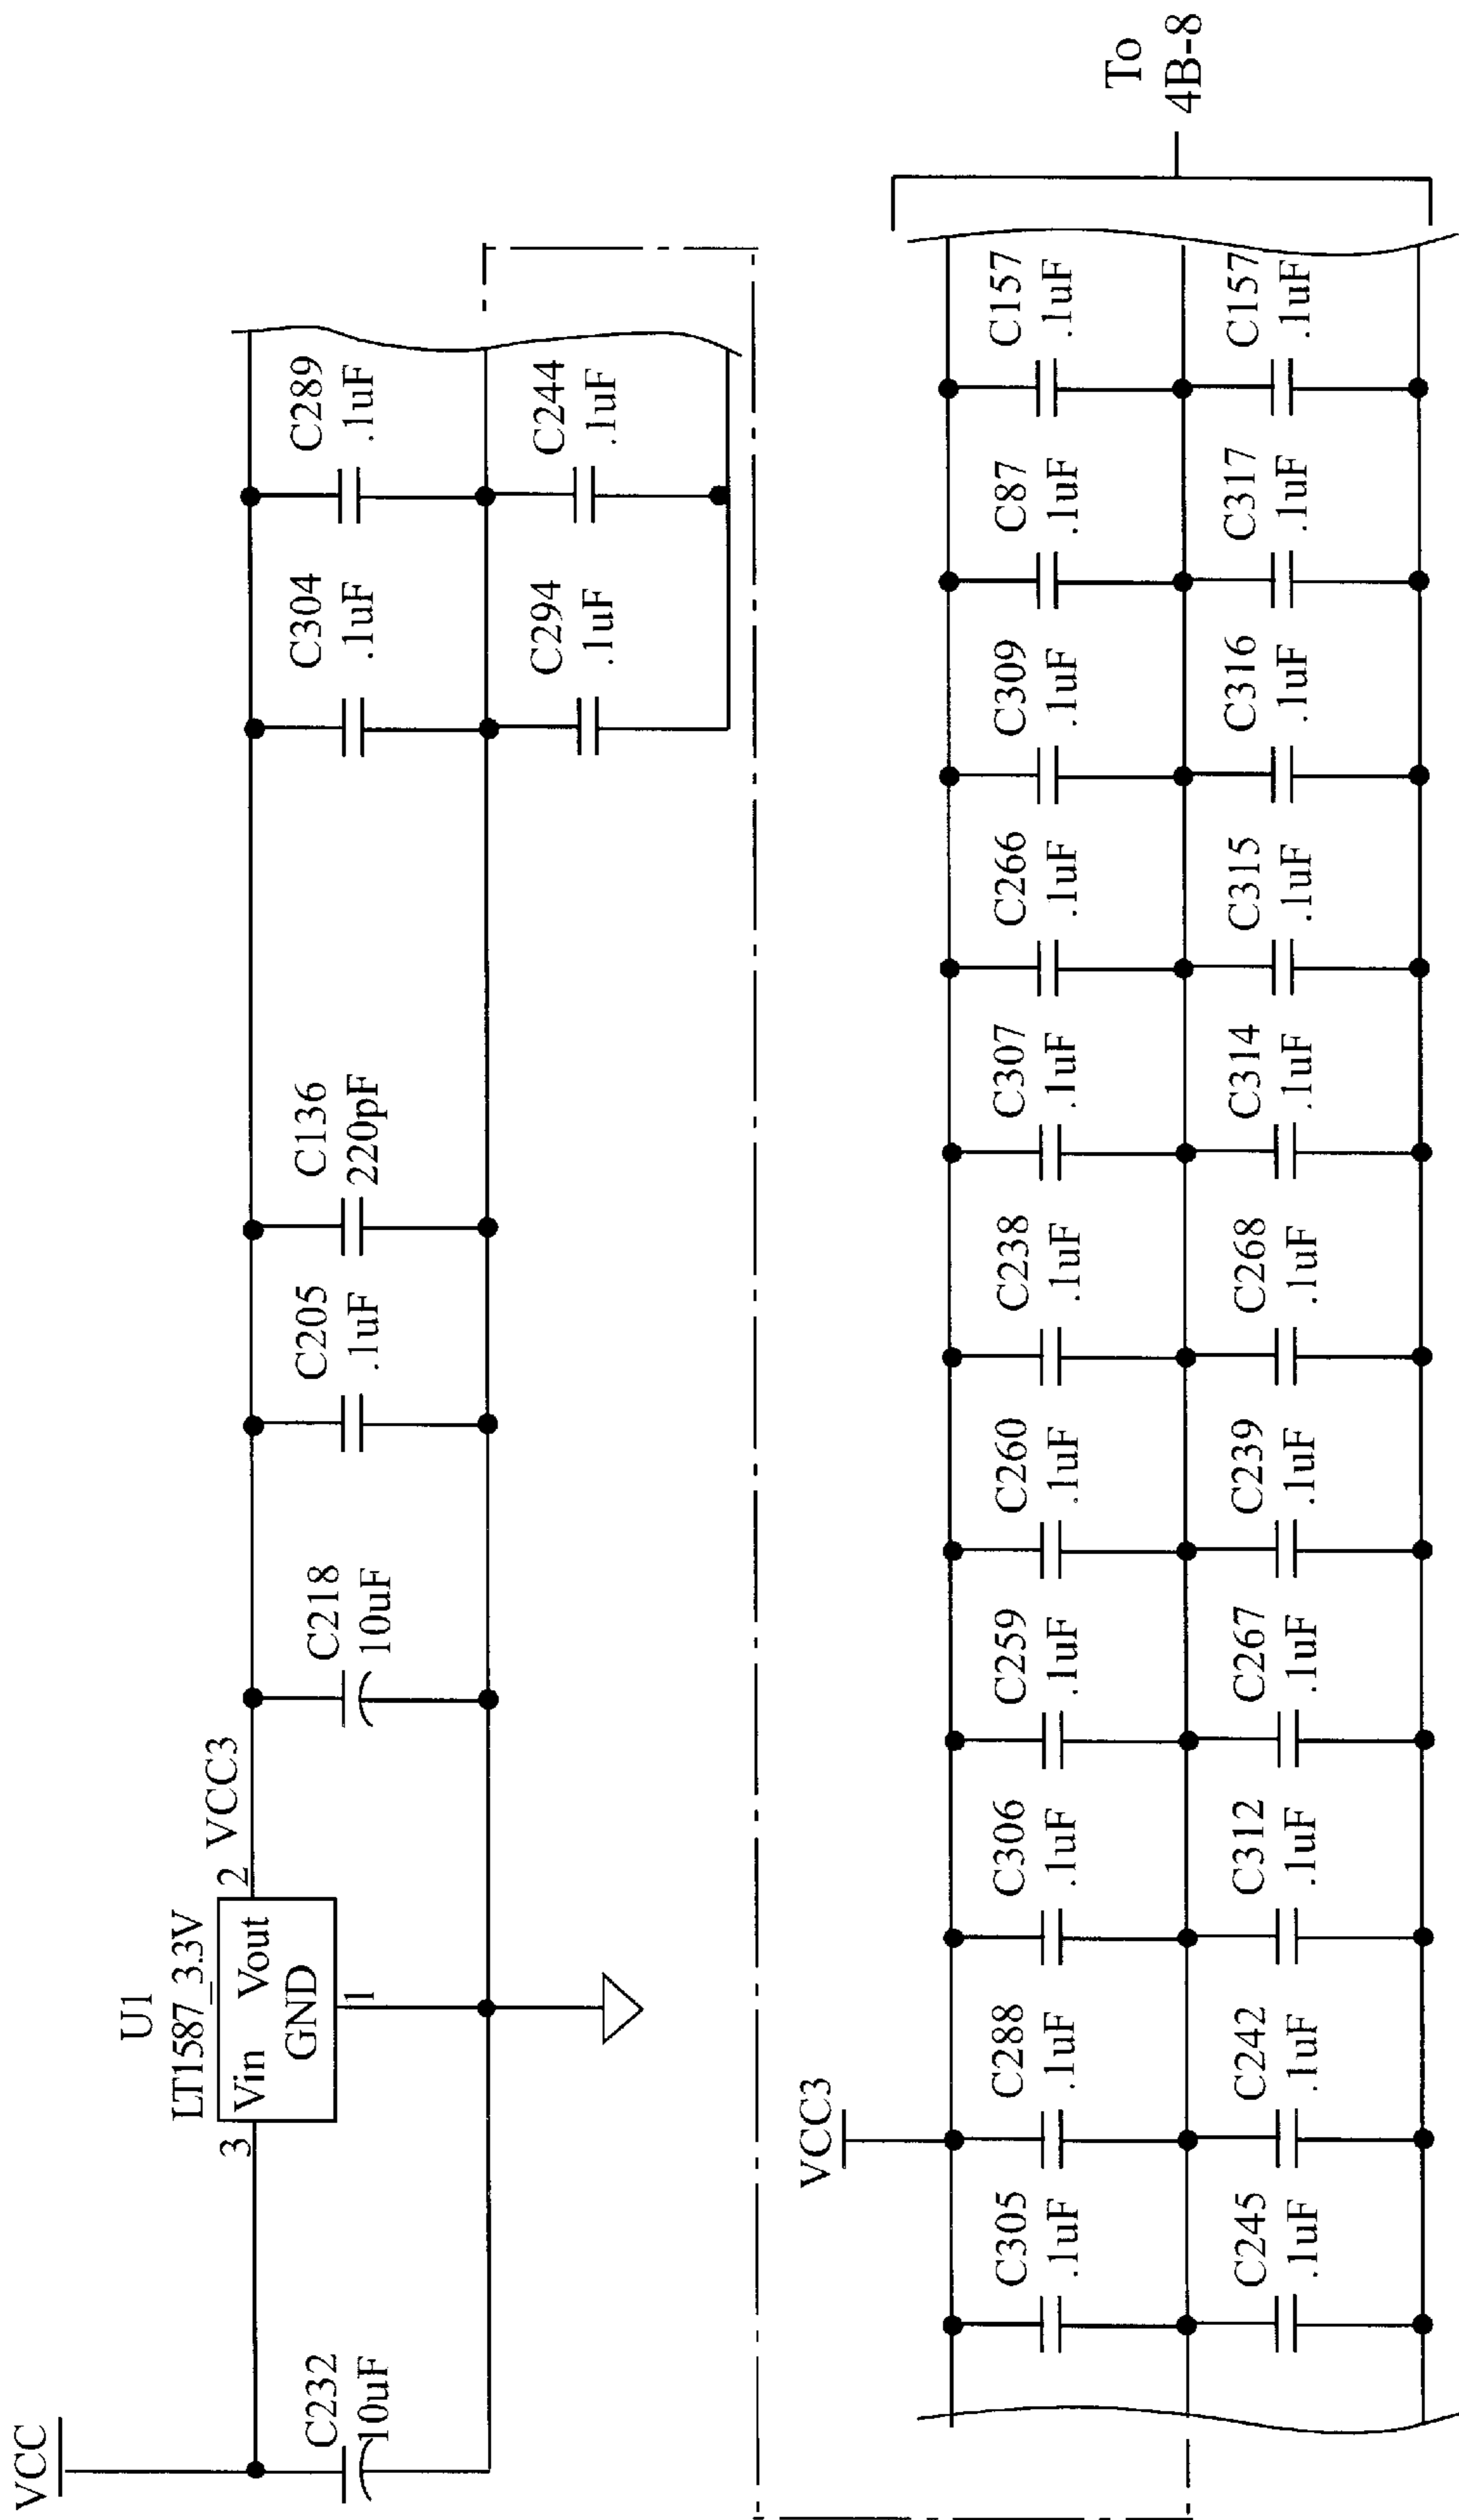 VCC
C232
10uF
U1
LT1587_3.3V
3
Vin
Vout
GND
2
1
VCC3
C218
10uF
C205
.1uF
C136
220pF
C304
.1uF
C289
.1uF
C294
.1uF
C244
.1uF
VCC3
C305
.1uF
C288
.1uF
C306
.1uF
C259
.1uF
C260
.1uF
C238
.1uF
C307
.1uF
C266
.1uF
C309
.1uF
C87
.1uF
C157
.1uF
C245
.1uF
C242
.1uF
C312
.1uF
C267
.1uF
C239
.1uF
C268
.1uF
C314
.1uF
C315
.1uF
C316
.1uF
C317
.1uF
C157
.1uF
To
4B-8